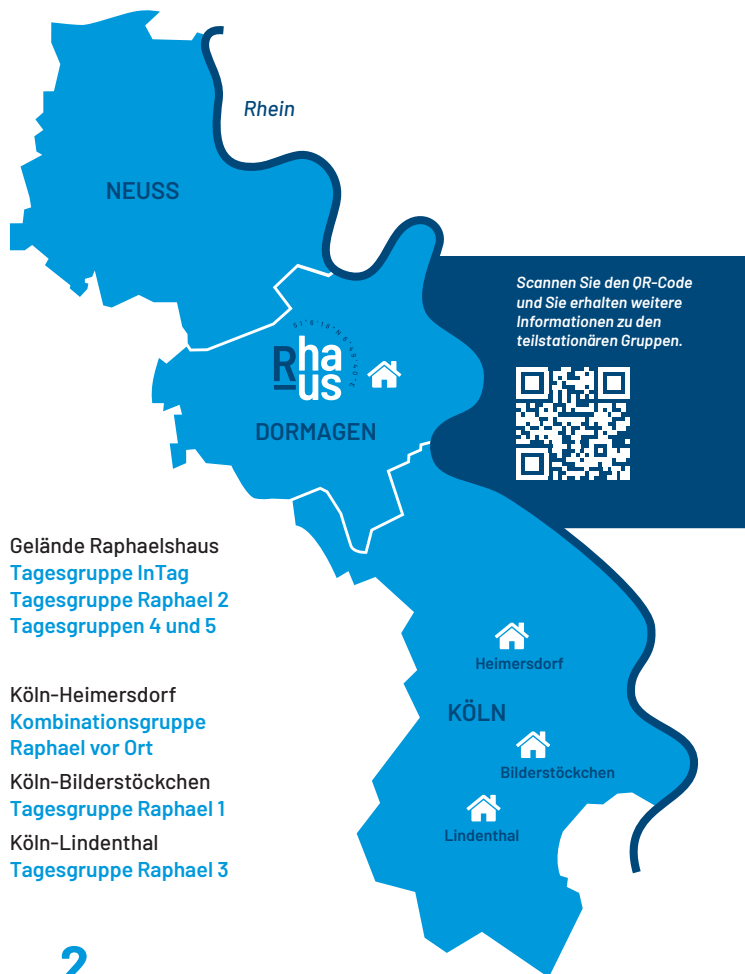 Rhein
NEUSS
Scannen Sie den QR-Code
und Sie erhalten weitere
Informationen zu den
teilstationären Gruppen.
Rhaus
DORMAGEN
Gelände Raphaelshaus
Tagesgruppe InTag
Tagesgruppe Raphael 2
Tagesgruppen 4 und 5
Köln-Heimersdorf
Kombinationsgruppe
Raphael vor Ort
Köln-Bilderstöckchen
Tagesgruppe Raphael 1
Köln-Lindenthal
Tagesgruppe Raphael 3
Heimersdorf
KÖLN
Bilderstöckchen
Lindenthal
2